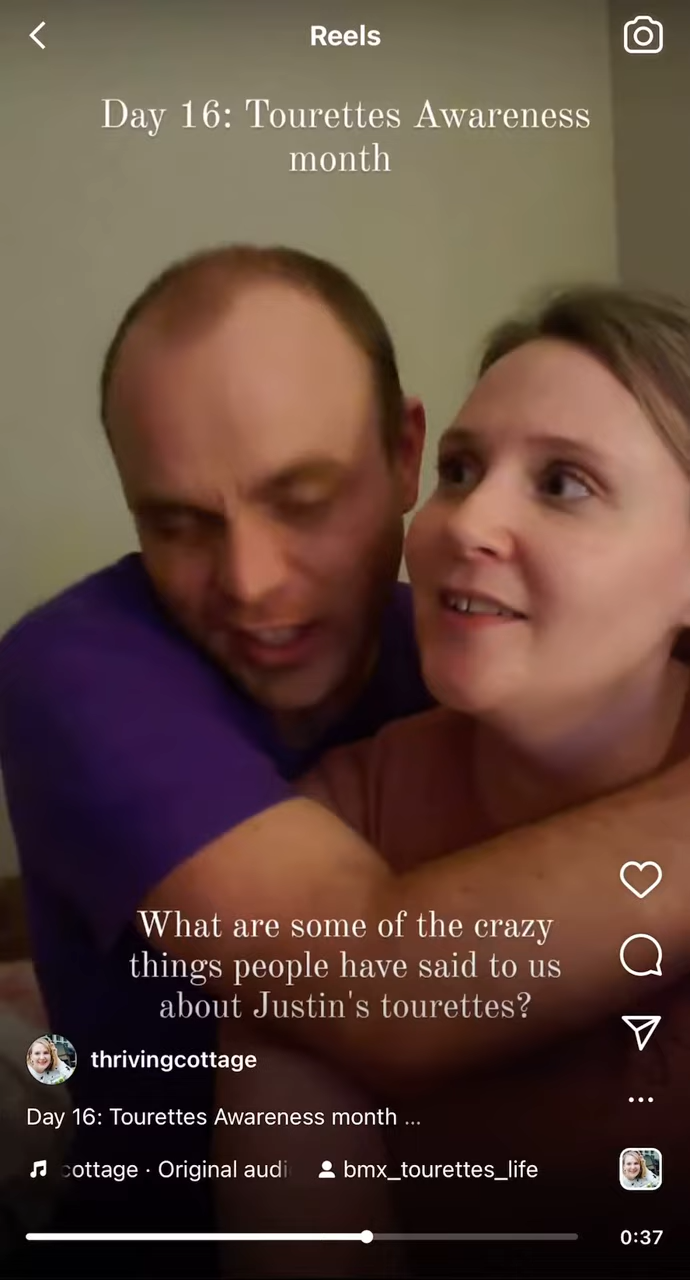 Reels
Day 16: Tourettes Awareness
month
What are some of the crazy
things people have said to us
about Justin's tourettes?
thrivingcottage
Day 16: Tourettes Awareness month ...
cottage · Original audi
bmx_tourettes_life
0:37